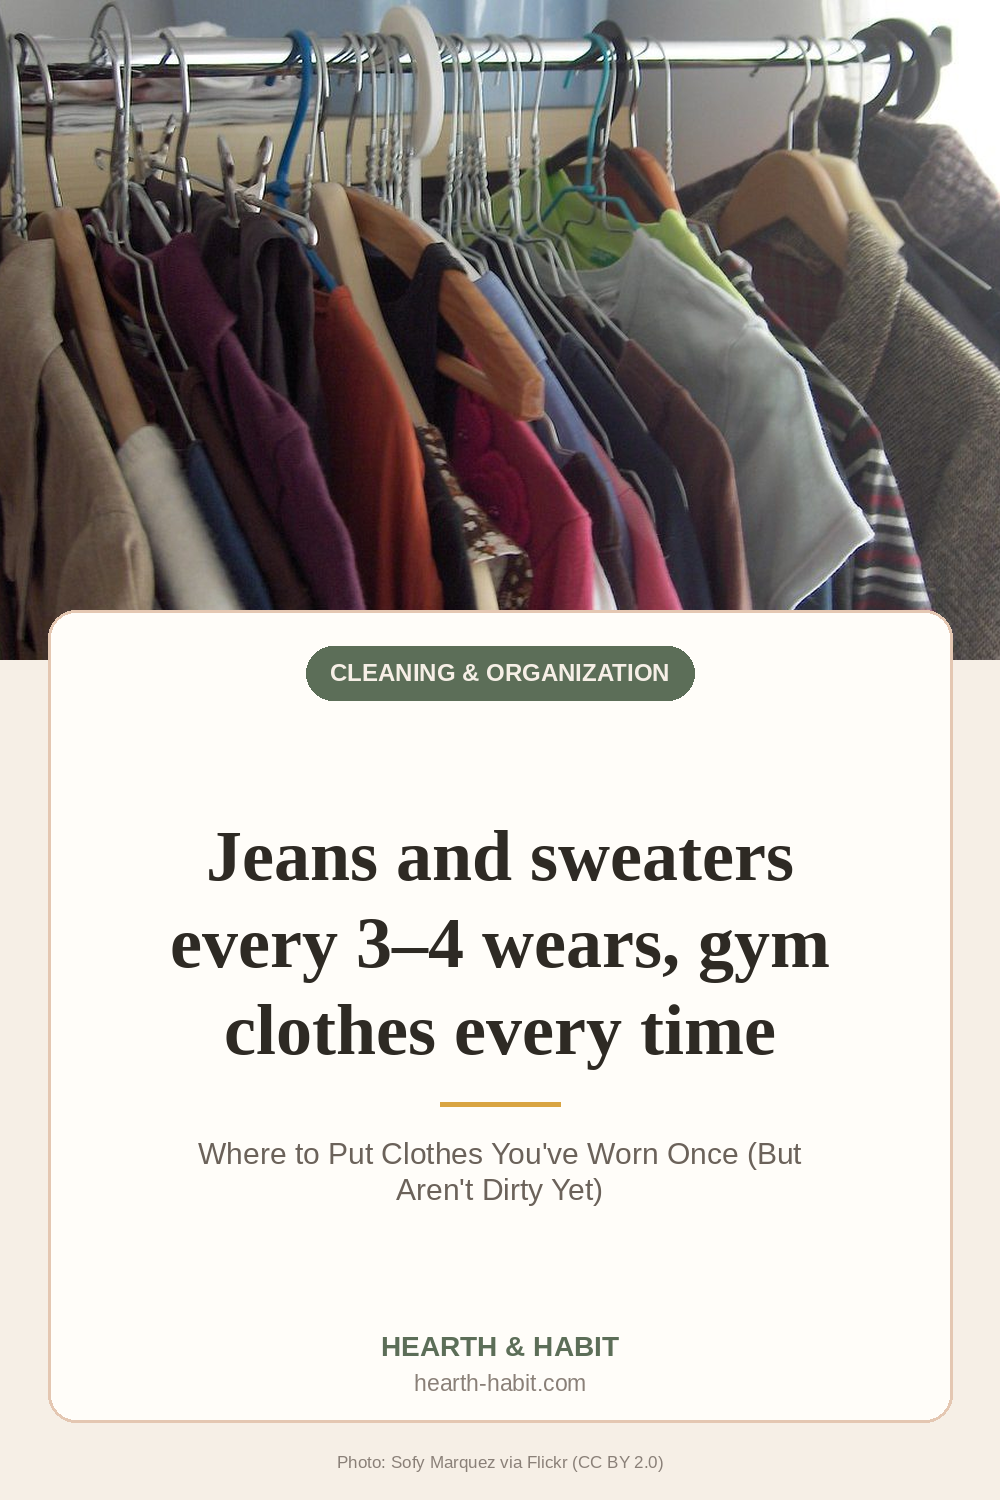 CLEANING & ORGANIZATION
Jeans and sweaters
every 3–4 wears, gym
clothes every time
Where to Put Clothes You've Worn Once (But
Aren't Dirty Yet)
HEARTH & HABIT
hearth-habit.com
Photo: Sofy Marquez via Flickr (CC BY 2.0)